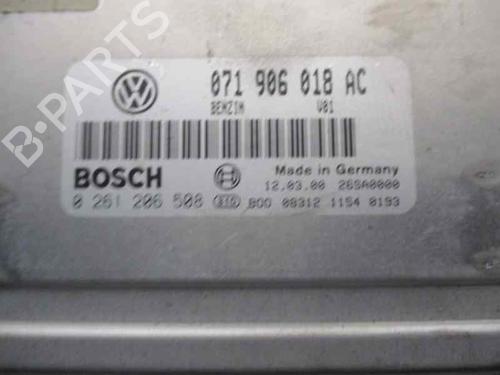 071 906 018 AC
BENZIN V01
BOSCH
Made in Germany
12.03.00 26SA0000
0 261 206 508
BOO 08312 1154 0193
B-PARTS